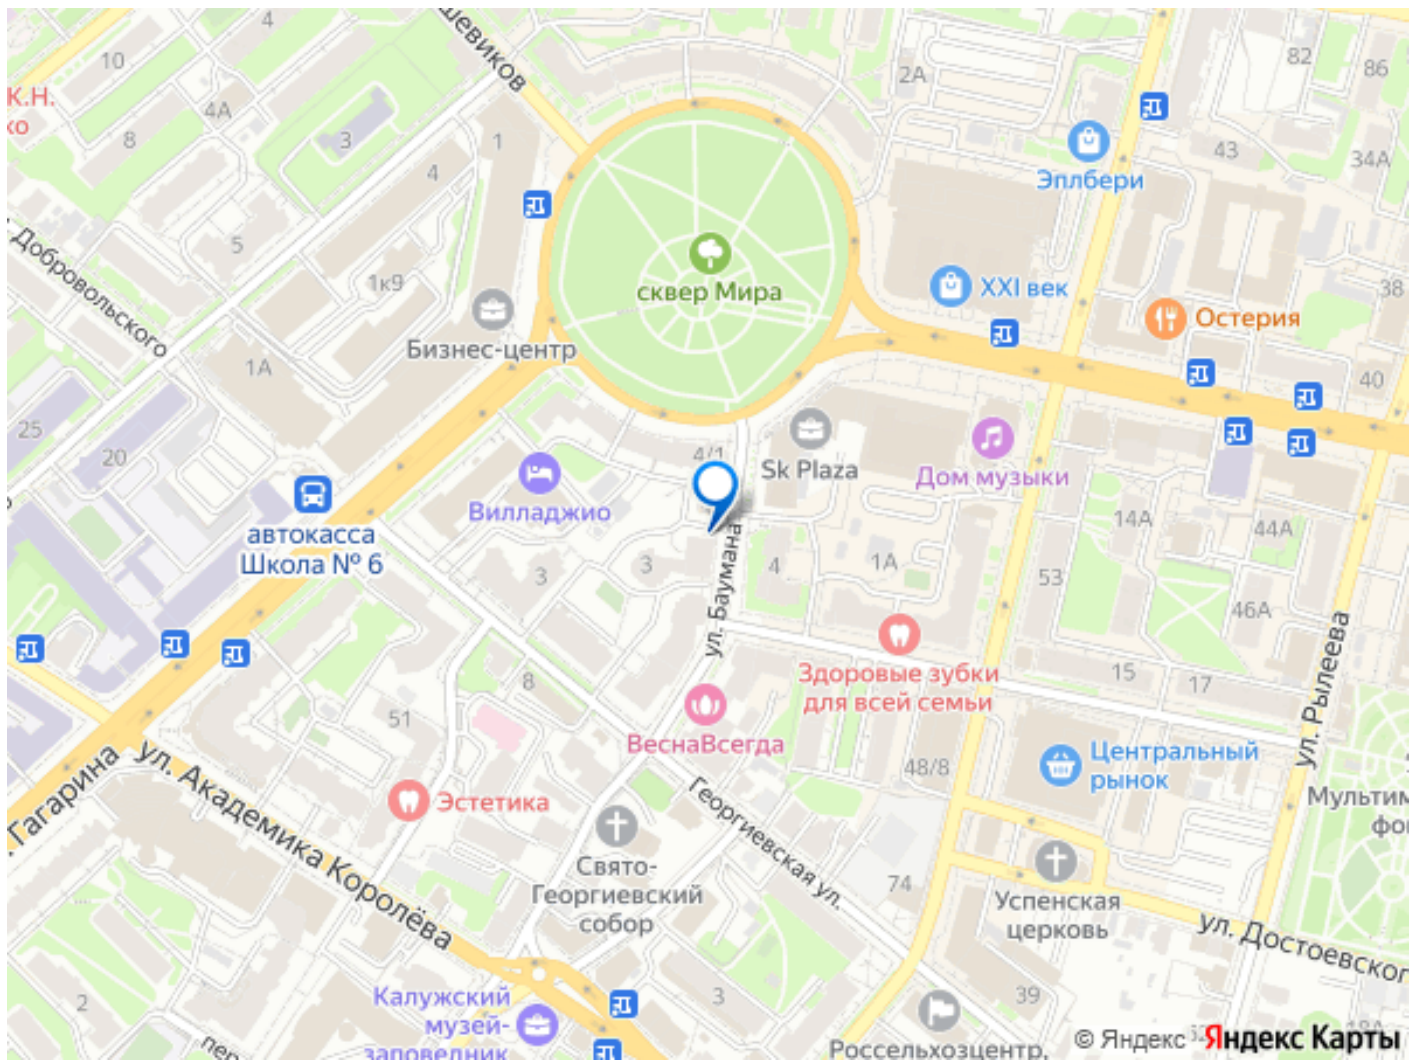 шевиков
4
10
К.Н.
ко
4А
8
3
1
4
2А
82
86
43
34А
Эплбери
ул. Добровольского
5
1к9
сквер Мира
XXI век
38
Остерия
Бизнес-центр
1А
40
25
20
4/1
Sk Plaza
Дом музыки
Вилладжио
автокасса
Школа № 6
14А
44А
3
3
ул. Баумана
4
1А
53
46А
ул. Рылеева
Здоровые зубки
для всей семьи
15
17
8
51
ВеснаВсегда
48/8
Центральный
рынок
Гагарина
ул. Академика Королёва
Эстетика
Георгиевская ул.
Мультим
фо
Свято-
Георгиевский
собор
74
Успенская
церковь
ул. Достоевског
2
Калужский
музей-
заповедник
3
39
пер
Россельхозцентр,
18А
© Яндекс
Яндекс Карты